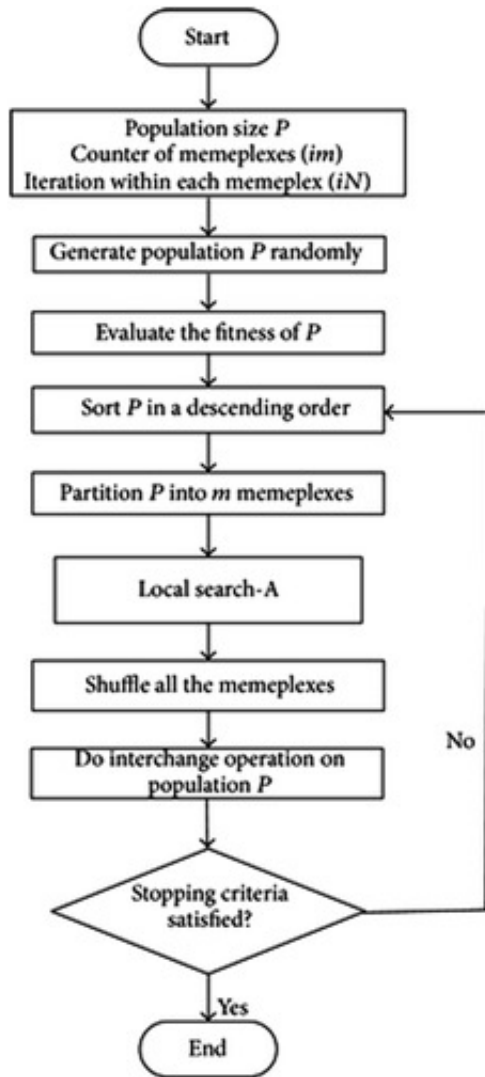 Start
Population size P
Counter of memeplexes (im)
Iteration within each memeplex (iN)
Generate population P randomly
Evaluate the fitness of P
Sort P in a descending order
Partition P into m memeplexes
Local search-A
Shuffle all the memeplexes
Do interchange operation on
population P
No
Stopping criteria
satisfied?
Yes
End